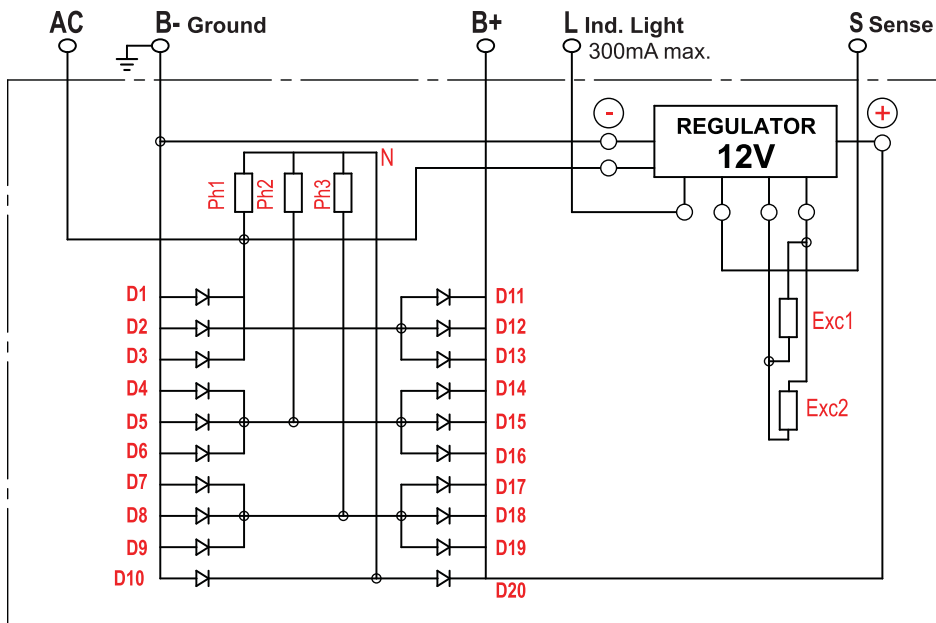 AC
B- Ground
B+
L Ind. Light
300mA max.
S Sense
-
+
REGULATOR
12V
N
Ph1
Ph2
Ph3
D1
D2
D3
D4
D5
D6
D7
D8
D9
D10
D11
D12
D13
D14
D15
D16
D17
D18
D19
D20
Exc1
Exc2